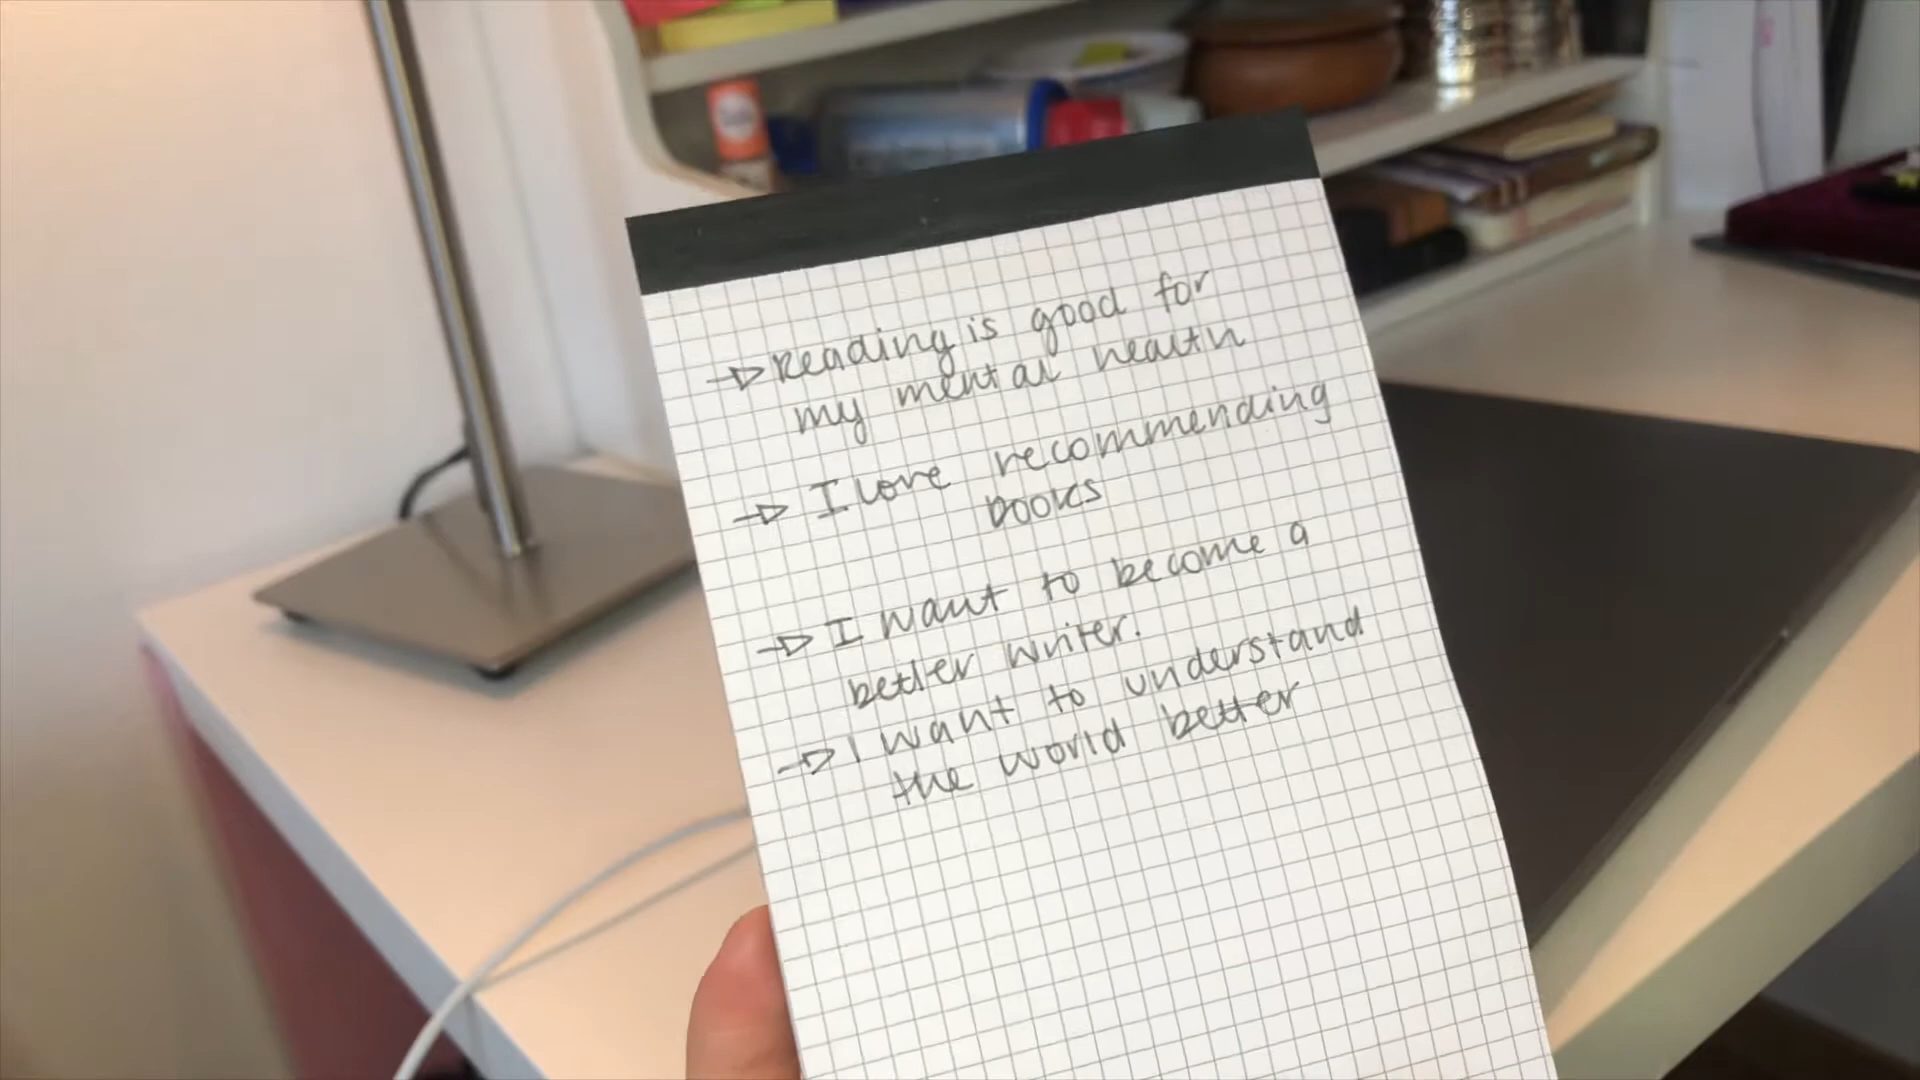 → Reading is good for
my mental health
→ I love recommending
books
→ I want to become a
better writer.
→ I want to understand
the world better